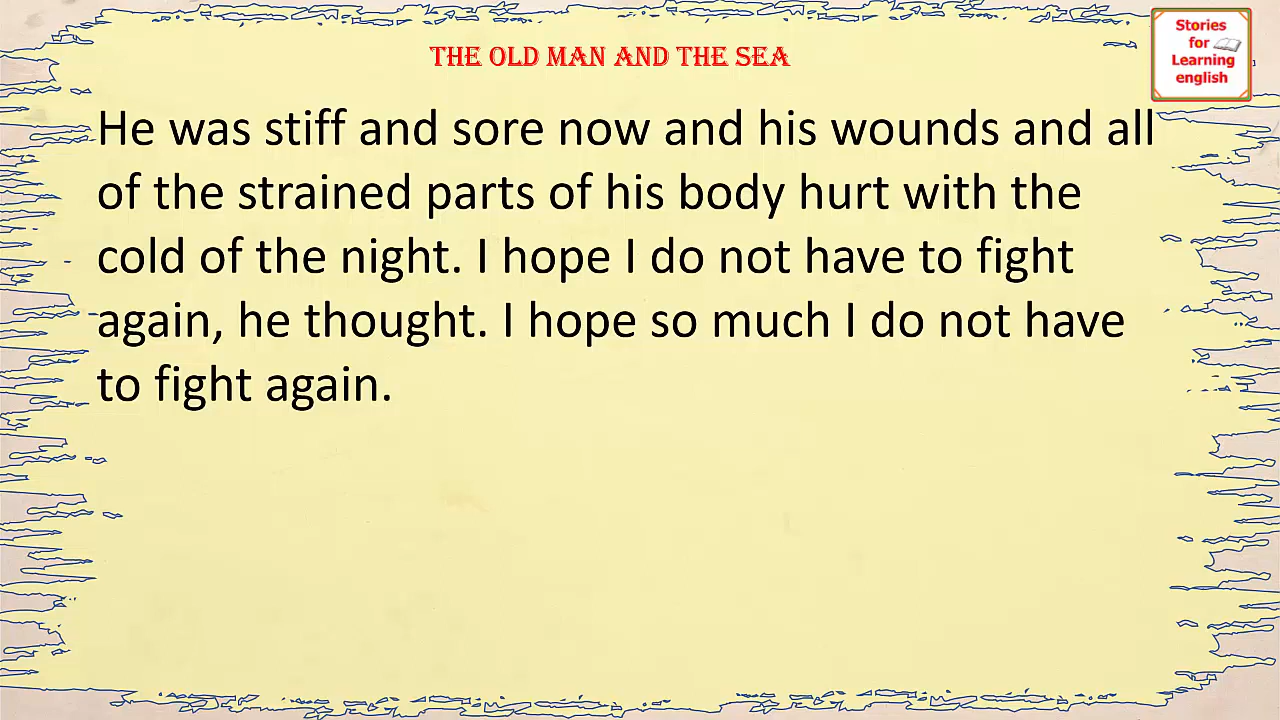 THE OLD MAN AND THE SEA
Stories
for
Learning
english
He was stiff and sore now and his wounds and all
of the strained parts of his body hurt with the
cold of the night. I hope I do not have to fight
again, he thought. I hope so much I do not have
to fight again.